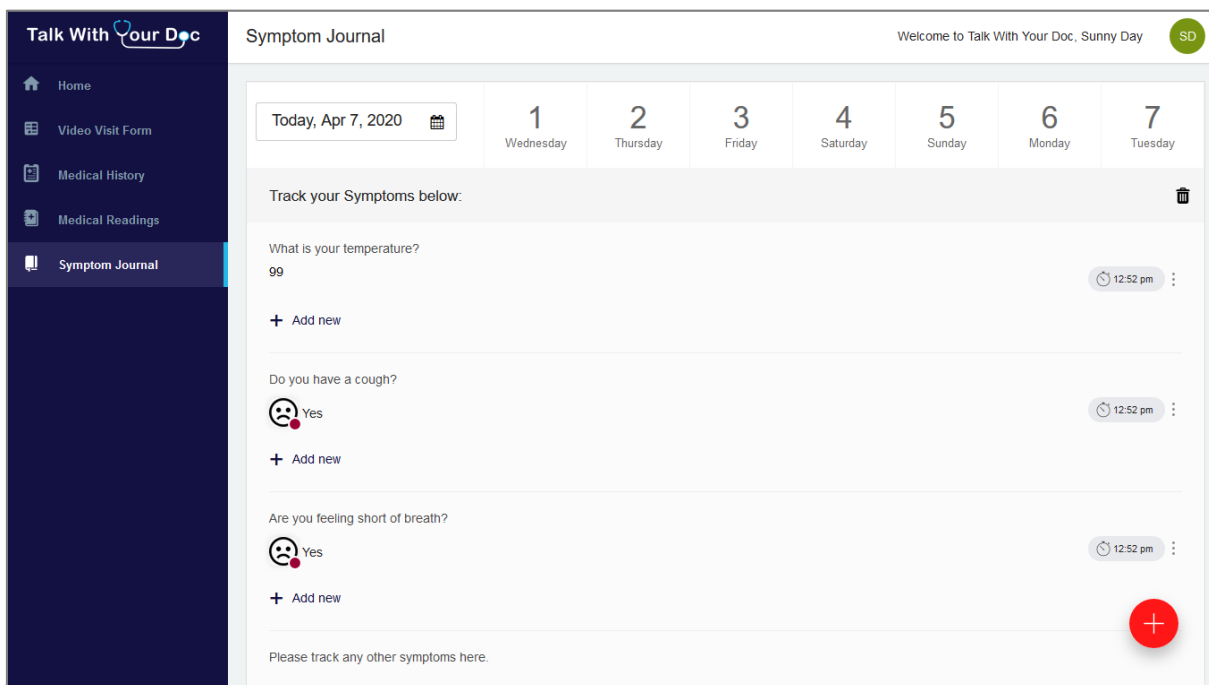 Talk With Your Doc
Symptom Journal
Welcome to Talk With Your Doc, Sunny Day
SD
Home
Video Visit Form
Medical History
Medical Readings
Symptom Journal
Today, Apr 7, 2020
1 2 3 4 5 6 7
Wednesday Thursday Friday Saturday Sunday Monday Tuesday
Track your Symptoms below:
What is your temperature?
99
12:52 pm
+ Add new
Do you have a cough?
Yes
12:52 pm
+ Add new
Are you feeling short of breath?
Yes
12:52 pm
+ Add new
Please track any other symptoms here.